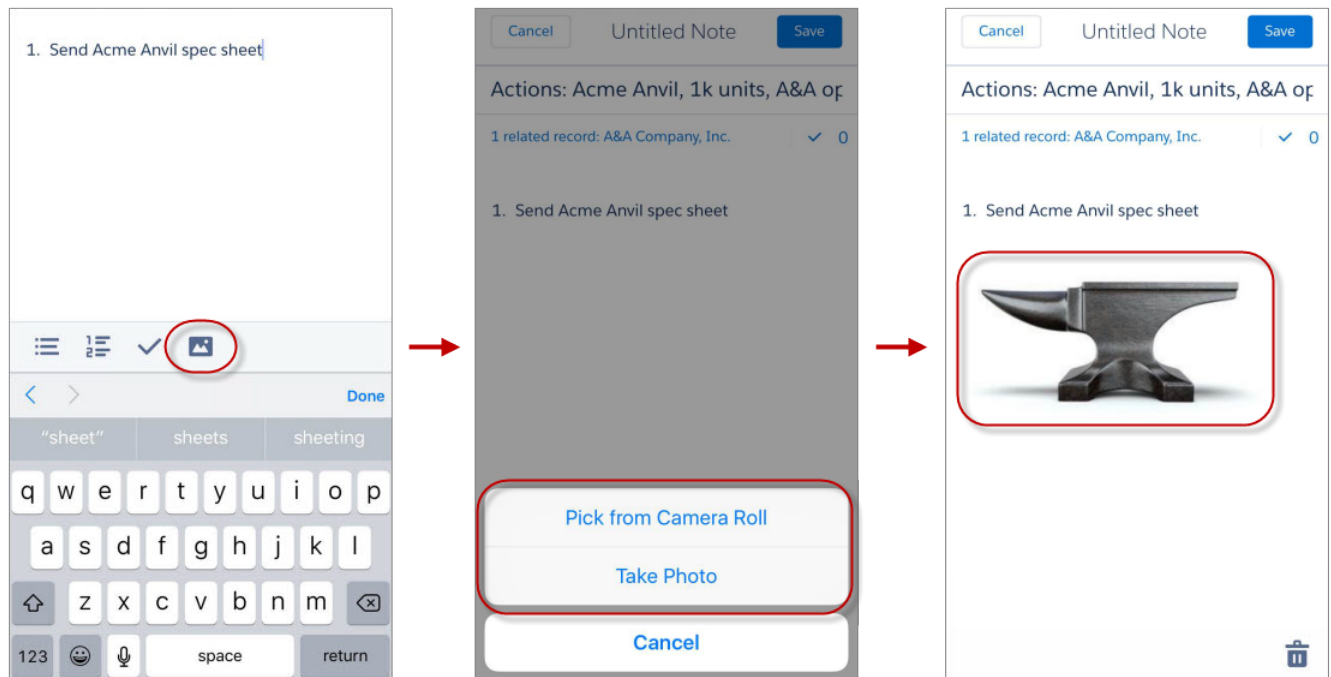 1. Send Acme Anvil spec sheet
Done
"sheet" sheets sheeting
q w e r t y u i o p
a s d f g h j k l
z x c v b n m
123 space return
Cancel Untitled Note Save
Actions: Acme Anvil, 1k units, A&A op
1 related record: A&A Company, Inc. 0
1. Send Acme Anvil spec sheet
Pick from Camera Roll
Take Photo
Cancel
Cancel Untitled Note Save
Actions: Acme Anvil, 1k units, A&A op
1 related record: A&A Company, Inc. 0
1. Send Acme Anvil spec sheet